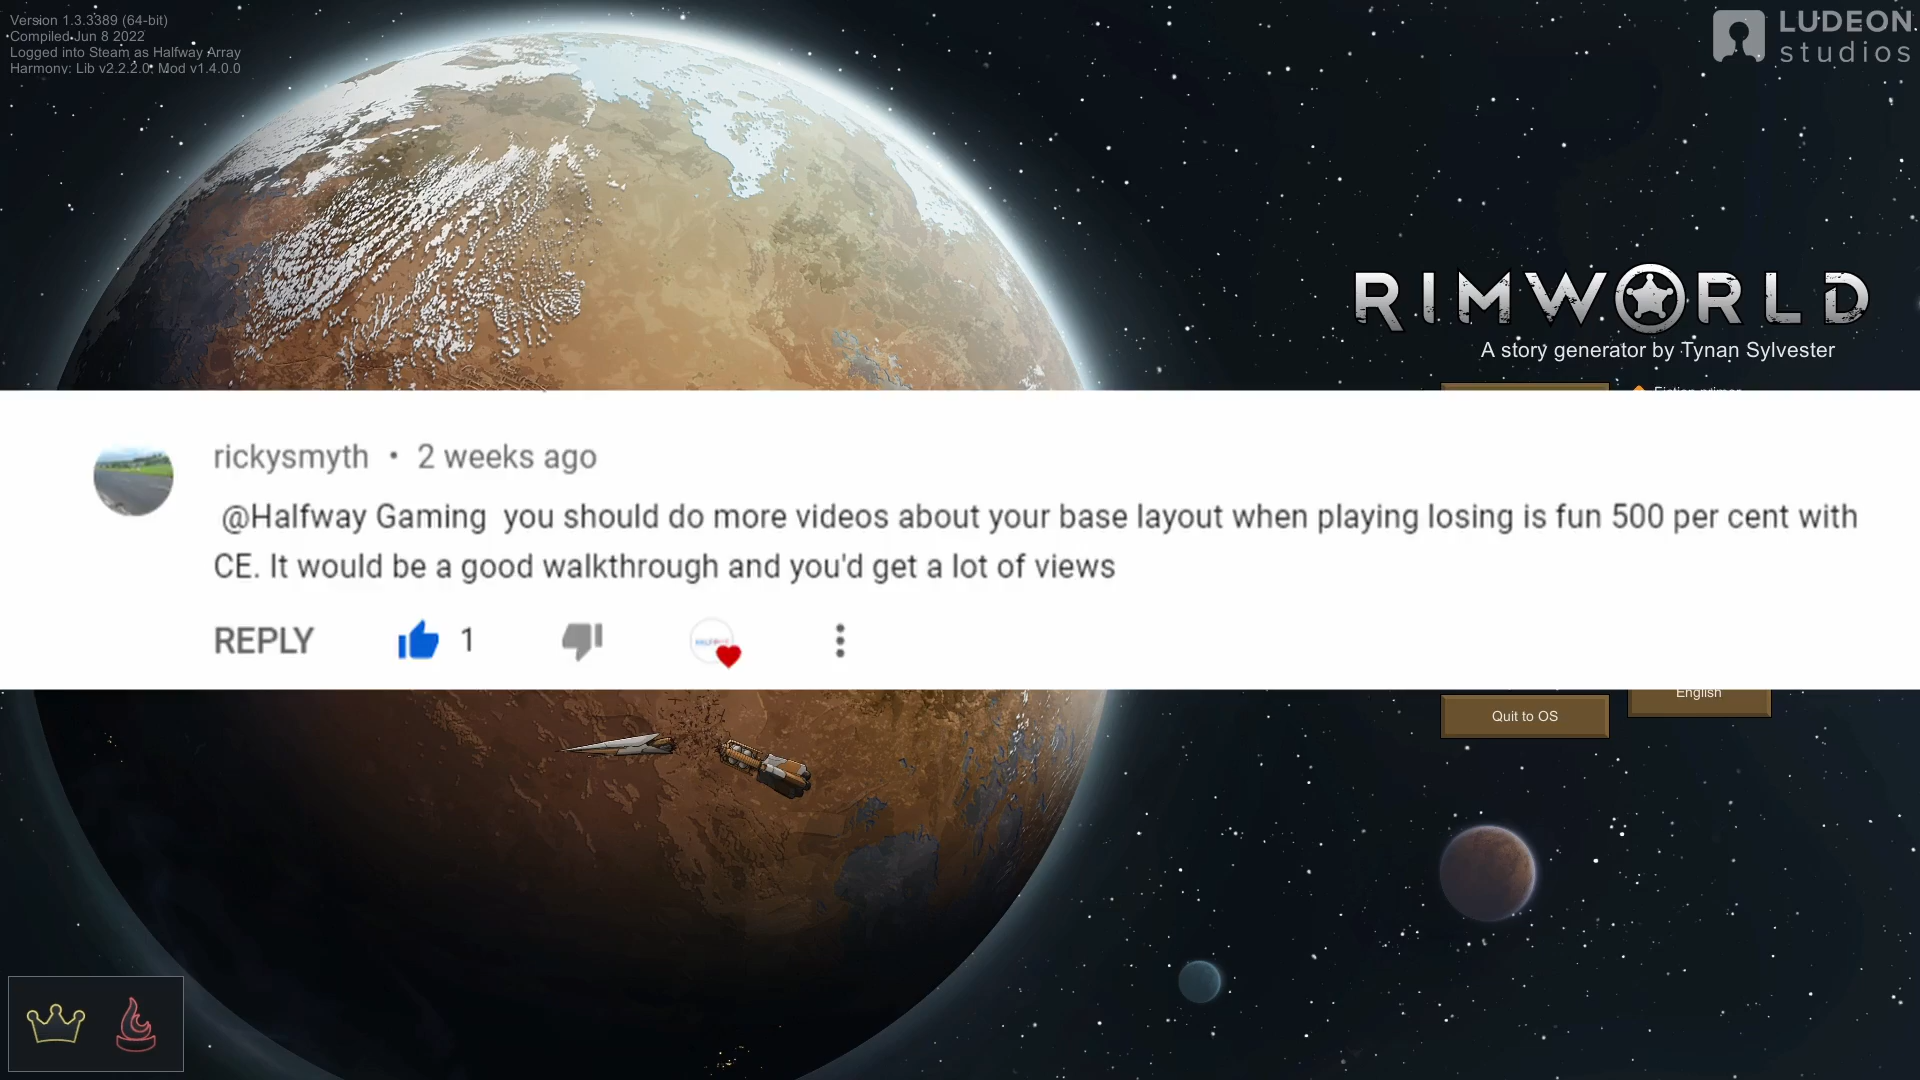 Version 1.3.3389 (64-bit)
Compiled Jun 8 2022
Logged into Steam as Halfway Array
Harmony: Lib v2.2.2.0, Mod v1.4.0.0
LUDEON
studios
RIMWORLD
A story generator by Tynan Sylvester
Fiction primer
rickysmyth • 2 weeks ago
@Halfway Gaming you should do more videos about your base layout when playing losing is fun 500 per cent with
CE. It would be a good walkthrough and you'd get a lot of views
REPLY 1
English
Quit to OS